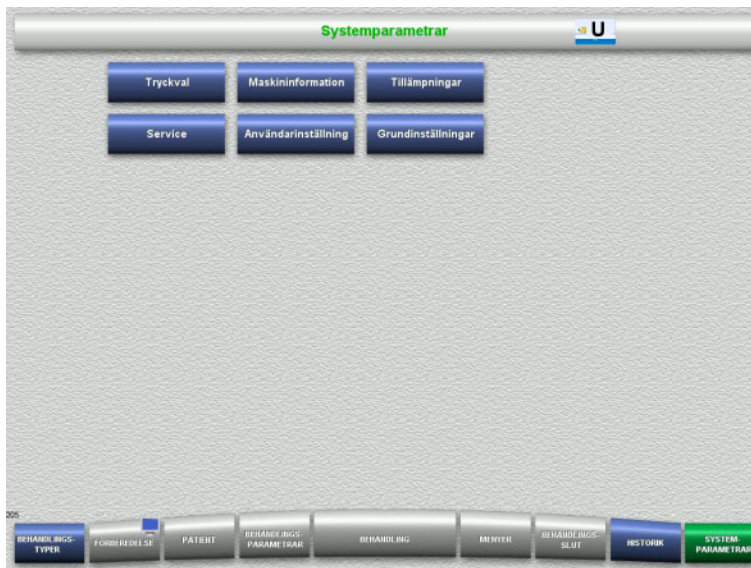 Systemparametrar
U
Tryckval
Maskininformation
Tillämpningar
Service
Användarinställning
Grundinställningar
205
BEHANDLINGS-
TYPER
FÖRBEREDELSE
PATIENT
BEHANDLINGS-
PARAMETRAR
BEHANDLING
MENYER
BEHANDLINGS-
SLUT
HISTORIK
SYSTEM-
PARAMETRAR